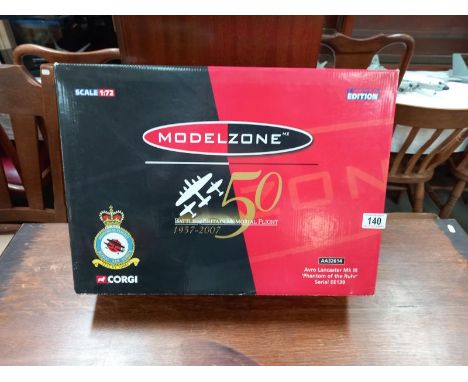 SCALE 1:72
EDITION
MODELZONE
50
BATTLE OF BRITAIN MEMORIAL FLIGHT
1957-2007
140
AA32614
Avro Lancaster Mk III
'Phantom of the Ruhr'
Serial EE139
CORGI